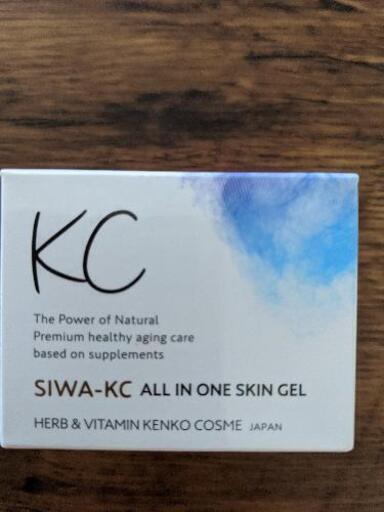 KC
The Power of Natural
Premium healthy aging care
based on supplements
SIWA-KC ALL IN ONE SKIN GEL
HERB & VITAMIN KENKO COSME JAPAN